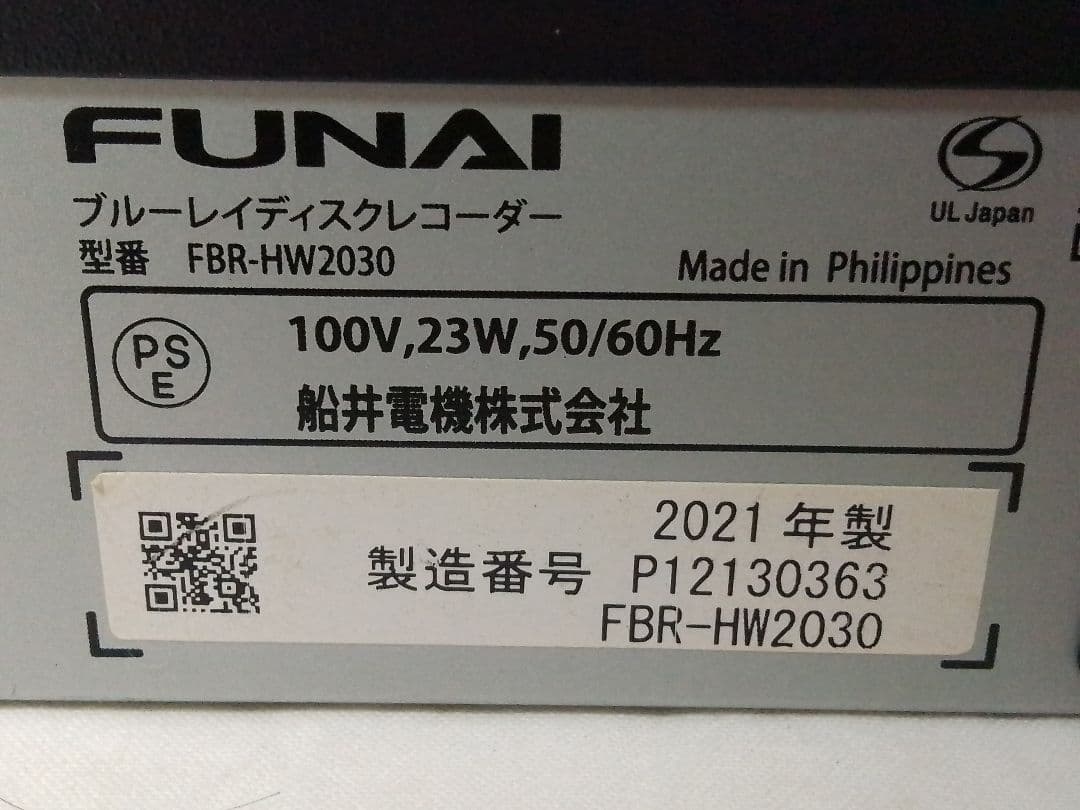 FUNAI
ブルーレイディスクレコーダー
型番 FBR-HW2030
UL Japan
Made in Philippines
PS
E
100V,23W,50/60Hz
船井電機株式会社
2021 年製
製造番号 P12130363
FBR-HW2030